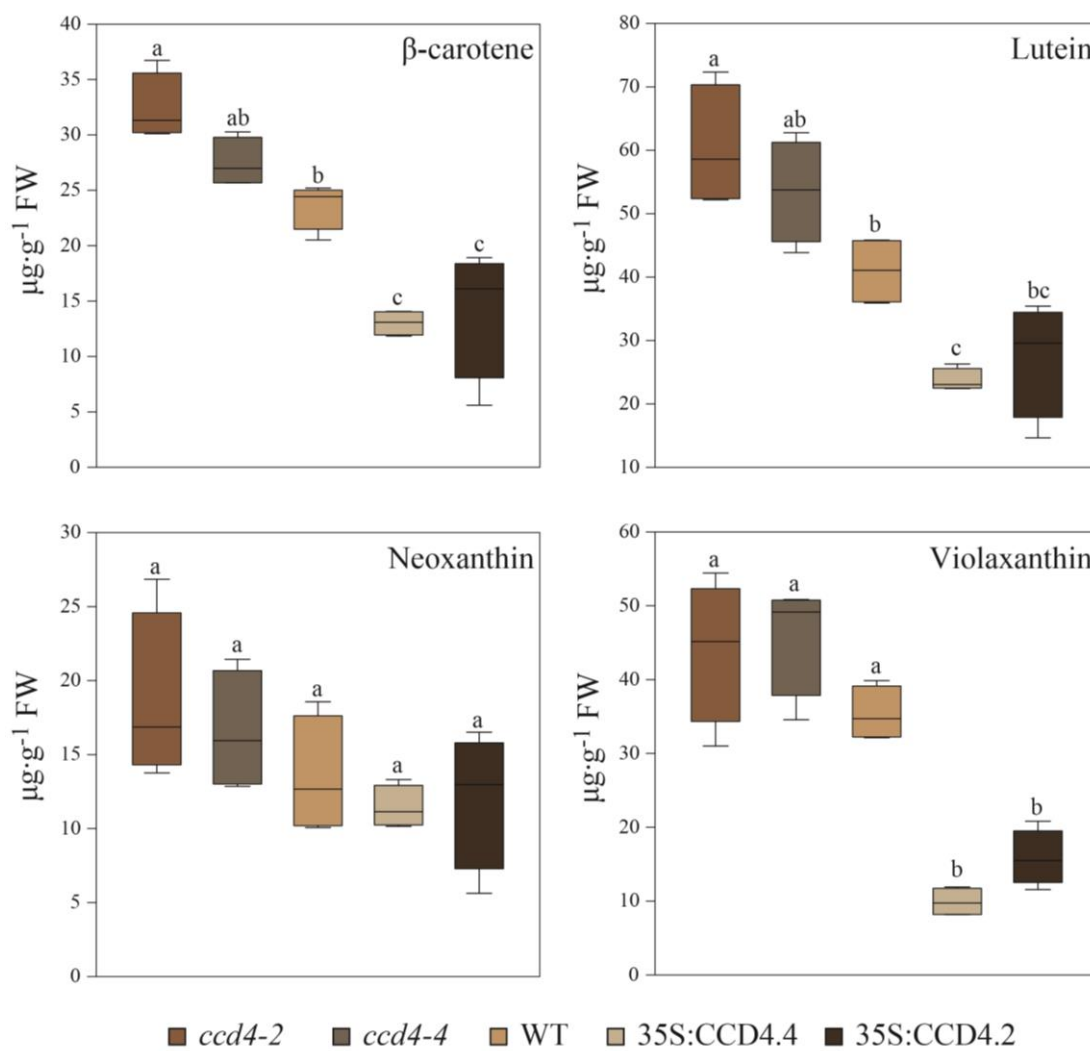 β-carotene
40
35
30
25
20
15
10
5
0
µg·g⁻¹ FW
a
ab
b
c
c
Lutein
80
70
60
50
40
30
20
10
µg·g⁻¹ FW
a
ab
b
c
bc
Neoxanthin
30
25
20
15
10
5
0
µg·g⁻¹ FW
a
a
a
a
a
Violaxanthin
60
50
40
30
20
10
0
µg·g⁻¹ FW
a
a
a
b
b
ccd4-2 ccd4-4 WT 35S:CCD4.4 35S:CCD4.2